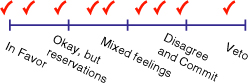 In Favor
Okay, but
reservations
Mixed feelings
Disagree
and Commit
Veto